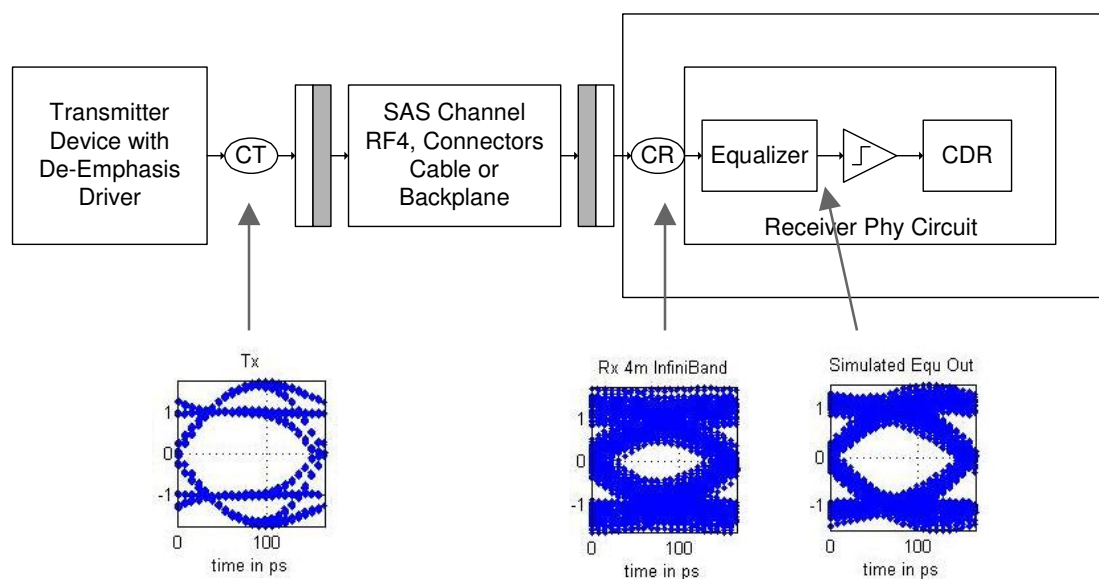 Transmitter
Device with
De-Emphasis
Driver
CT
SAS Channel
RF4, Connectors
Cable or
Backplane
CR
Equalizer
CDR
Receiver Phy Circuit
Tx
1
0
-1
0
100
time in ps
Rx 4m InfiniBand
1
0
-1
0
100
time in ps
Simulated Equ Out
1
0
-1
0
100
time in ps